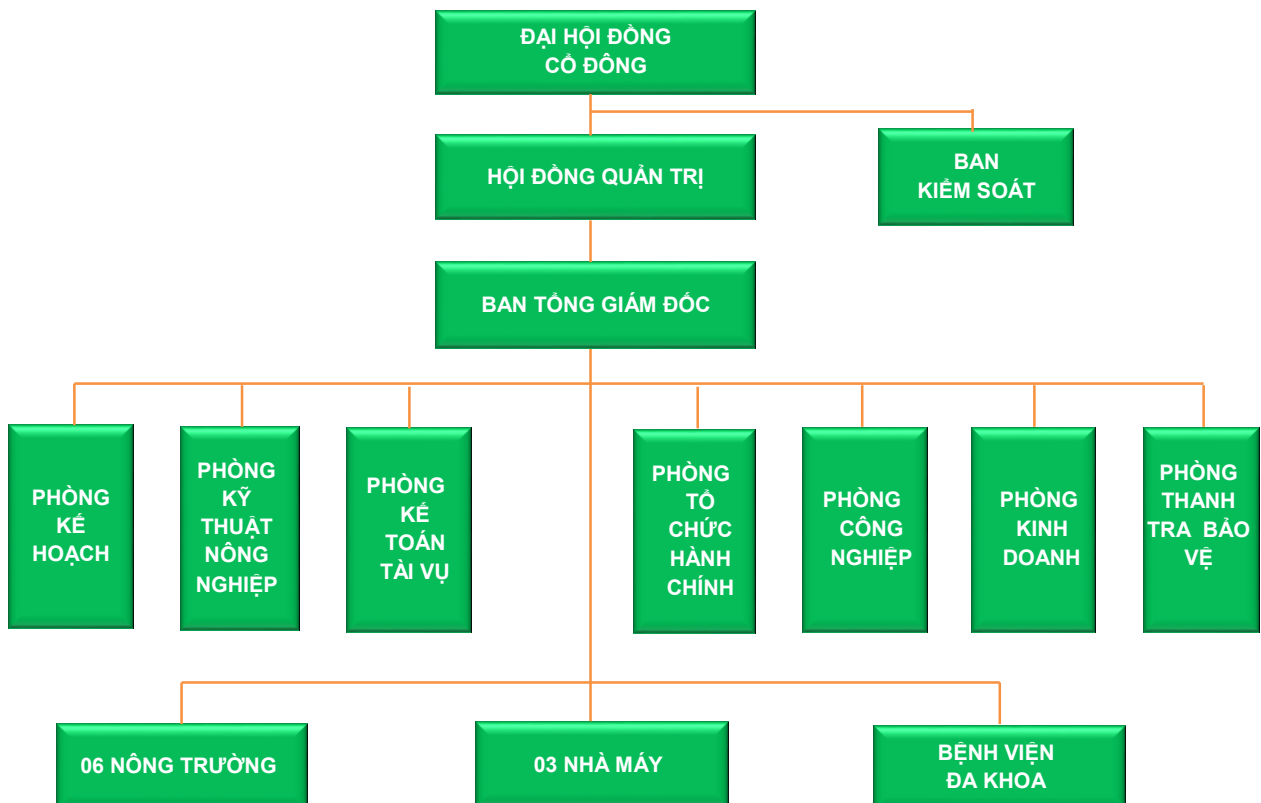 ĐẠI HỘI ĐỒNG
CỔ ĐÔNG
HỘI ĐỒNG QUẢN TRỊ
BAN
KIỂM SOÁT
BAN TỔNG GIÁM ĐỐC
PHÒNG
KẾ
HOẠCH
PHÒNG
KỸ
THUẬT
NÔNG
NGHIỆP
PHÒNG
KẾ
TOÁN
TÀI VỤ
PHÒNG
TỔ
CHỨC
HÀNH
CHÍNH
PHÒNG
CÔNG
NGHIỆP
PHÒNG
KINH
DOANH
PHÒNG
THANH
TRA BẢO
VỆ
06 NÔNG TRƯỜNG
03 NHÀ MÁY
BỆNH VIỆN
ĐA KHOA